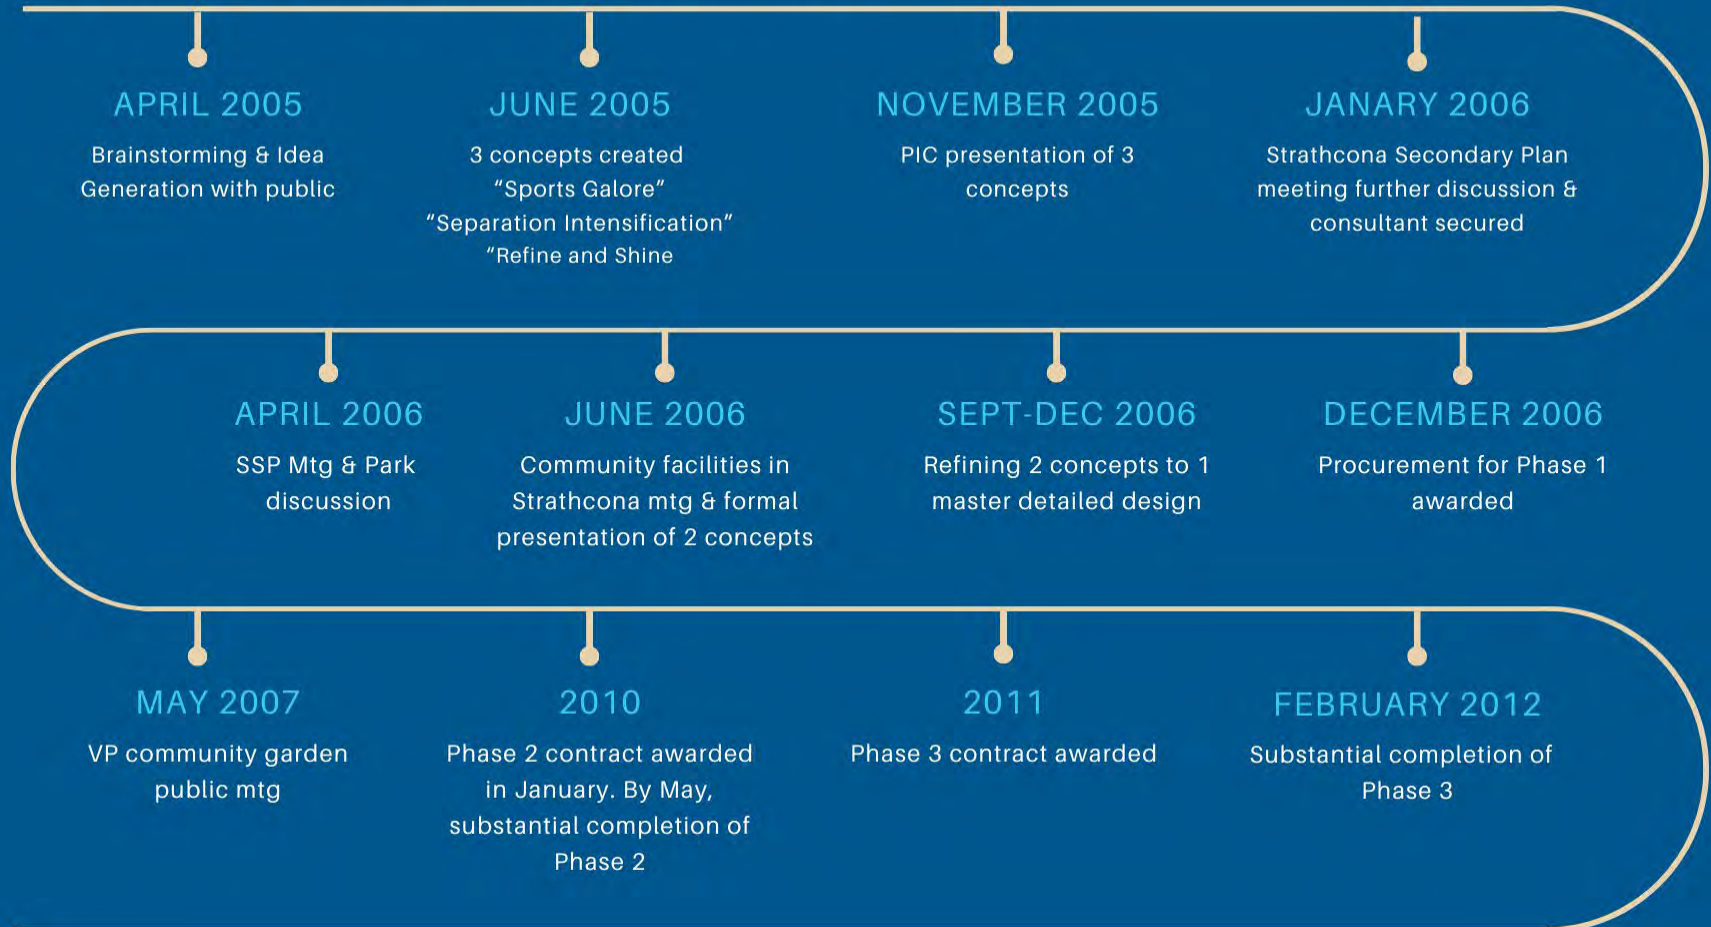 APRIL 2005
Brainstorming & Idea
Generation with public
JUNE 2005
3 concepts created
“Sports Galore”
“Separation Intensification”
“Refine and Shine
NOVEMBER 2005
PIC presentation of 3
concepts
JANARY 2006
Strathcona Secondary Plan
meeting further discussion &
consultant secured
APRIL 2006
SSP Mtg & Park
discussion
JUNE 2006
Community facilities in
Strathcona mtg & formal
presentation of 2 concepts
SEPT-DEC 2006
Refining 2 concepts to 1
master detailed design
DECEMBER 2006
Procurement for Phase 1
awarded
MAY 2007
VP community garden
public mtg
2010
Phase 2 contract awarded
in January. By May,
substantial completion of
Phase 2
2011
Phase 3 contract awarded
FEBRUARY 2012
Substantial completion of
Phase 3